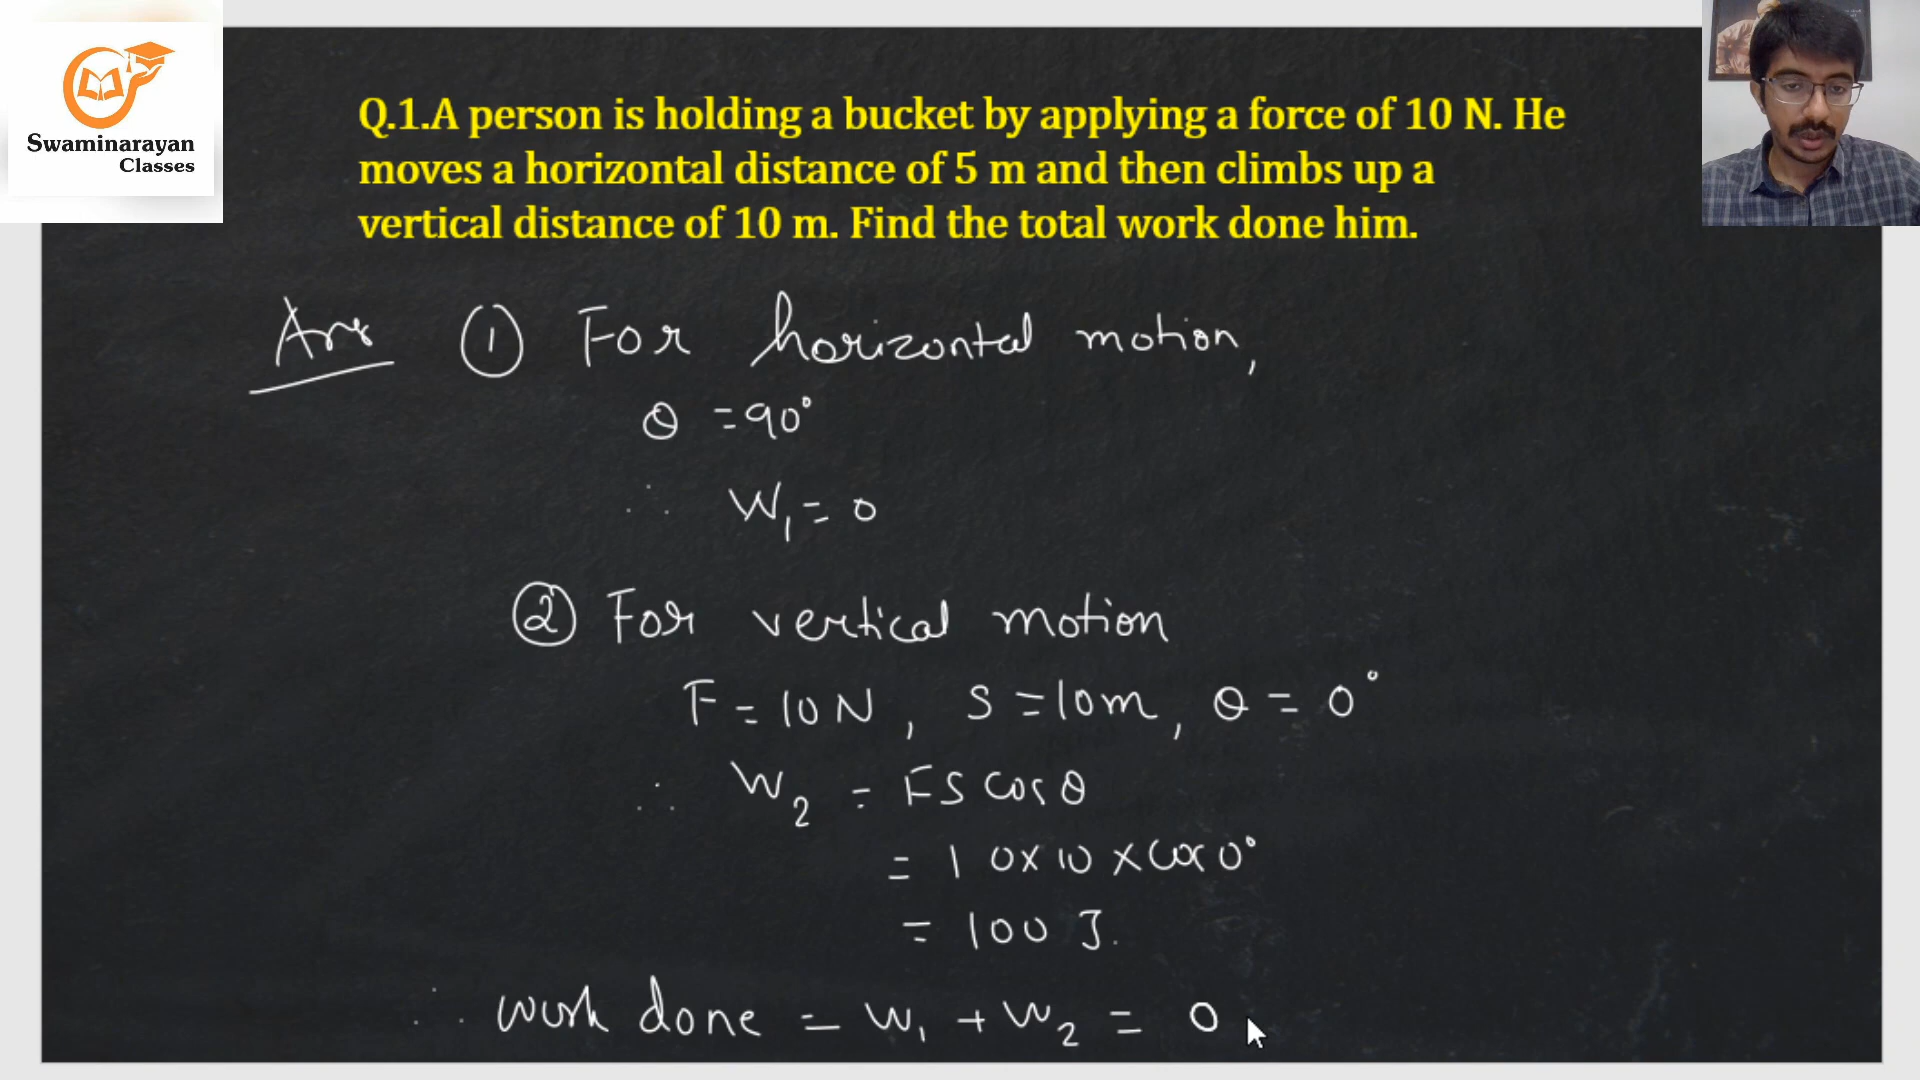 Swaminarayan
Classes
Q.1.A person is holding a bucket by applying a force of 10 N. He
moves a horizontal distance of 5 m and then climbs up a
vertical distance of 10 m. Find the total work done him.
Ans ① For horizontal motion,
θ = 90°
∴ W₁ = 0
② For vertical motion
F = 10 N, S = 10m, θ = 0°
∴ W₂ = FS cos θ
= 10 x 10 x cos 0°
= 100 J.
∴ work done = W₁ + W₂ = 0